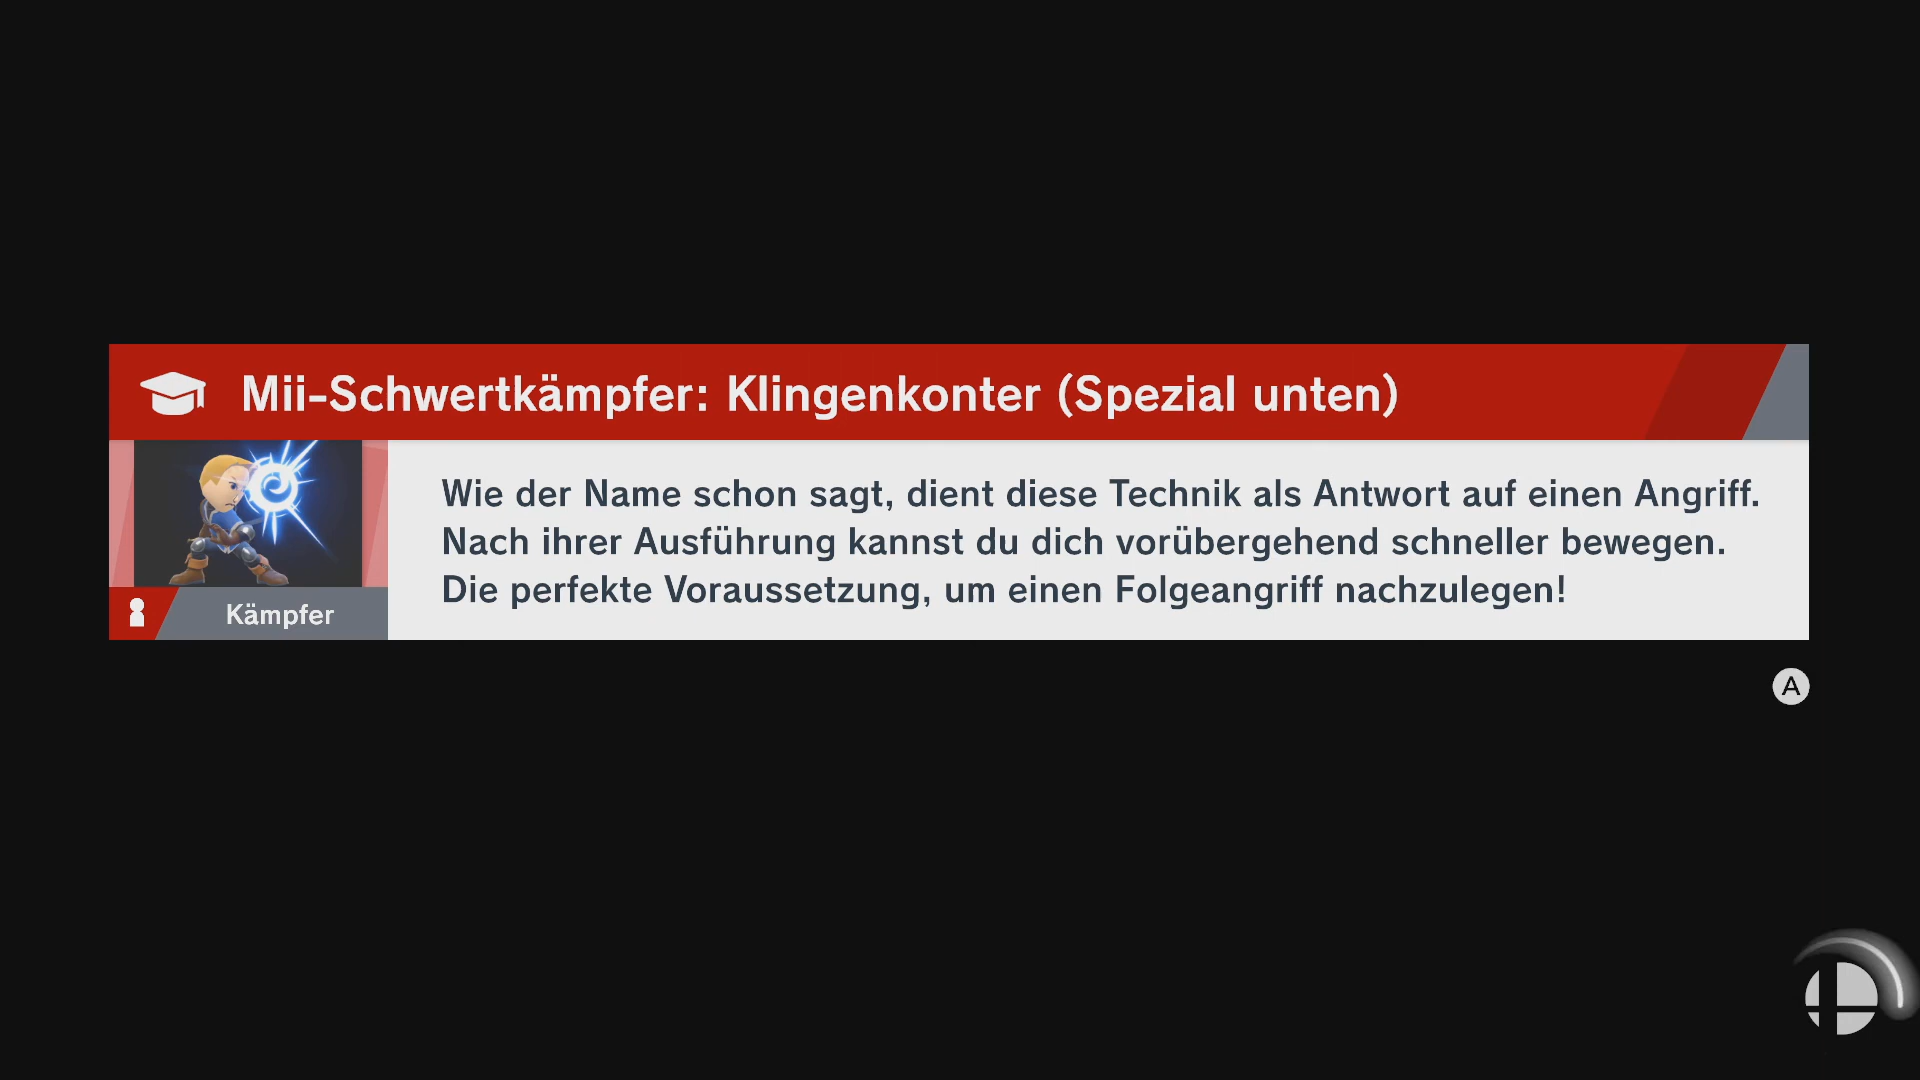 Mii-Schwertkämpfer: Klingenkonter (Spezial unten)
Wie der Name schon sagt, dient diese Technik als Antwort auf einen Angriff.
Nach ihrer Ausführung kannst du dich vorübergehend schneller bewegen.
Die perfekte Voraussetzung, um einen Folgeangriff nachzulegen!
Kämpfer
A